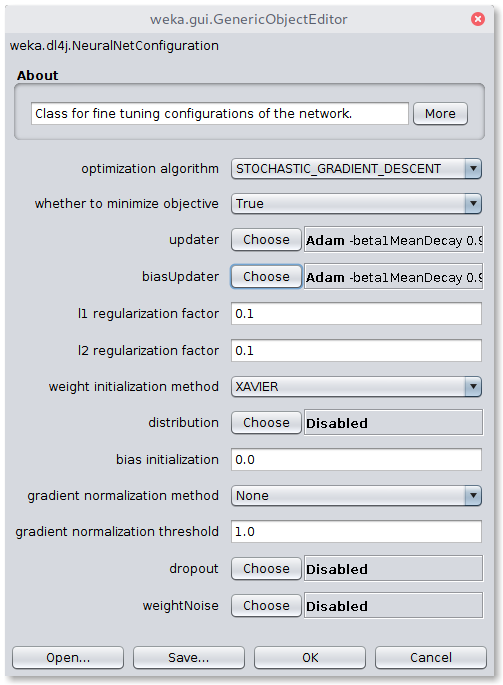 weka.gui.GenericObjectEditor
weka.dl4j.NeuralNetConfiguration
About
Class for fine tuning configurations of the network. More
optimization algorithm STOCHASTIC_GRADIENT_DESCENT
whether to minimize objective True
updater Choose Adam -beta1MeanDecay 0.9
biasUpdater Choose Adam -beta1MeanDecay 0.9
l1 regularization factor 0.1
l2 regularization factor 0.1
weight initialization method XAVIER
distribution Choose Disabled
bias initialization 0.0
gradient normalization method None
gradient normalization threshold 1.0
dropout Choose Disabled
weightNoise Choose Disabled
Open... Save... OK Cancel